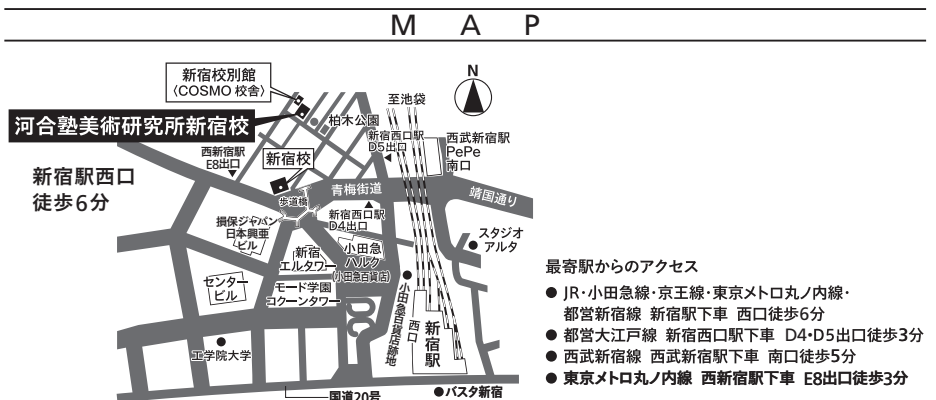 MAP
新宿校別館
〈COSMO 校舎〉
河合塾美術研究所新宿校
新宿駅西口
徒歩6分
N
至池袋
柏木公園
新宿西口駅
D5出口
西武新宿駅
PePe
南口
西新宿駅
E8出口
新宿校
青梅街道
靖国通り
歩道橋
新宿西口駅
D4出口
損保ジャパン
日本興亜
ビル
スタジオ
アルタ
新宿
エルタワー
小田急
ハルク
(小田急百貨店)
センター
ビル
モード学園
コクーンタワー
小田急百貨店跡地
西口
新宿駅
工学院大学
国道20号
バスタ新宿
最寄駅からのアクセス
● JR・小田急線・京王線・東京メトロ丸ノ内線・
都営新宿線 新宿駅下車 西口徒歩6分
● 都営大江戸線 新宿西口駅下車 D4・D5出口徒歩3分
● 西武新宿線 西武新宿駅下車 南口徒歩5分
● 東京メトロ丸ノ内線 西新宿駅下車 E8出口徒歩3分